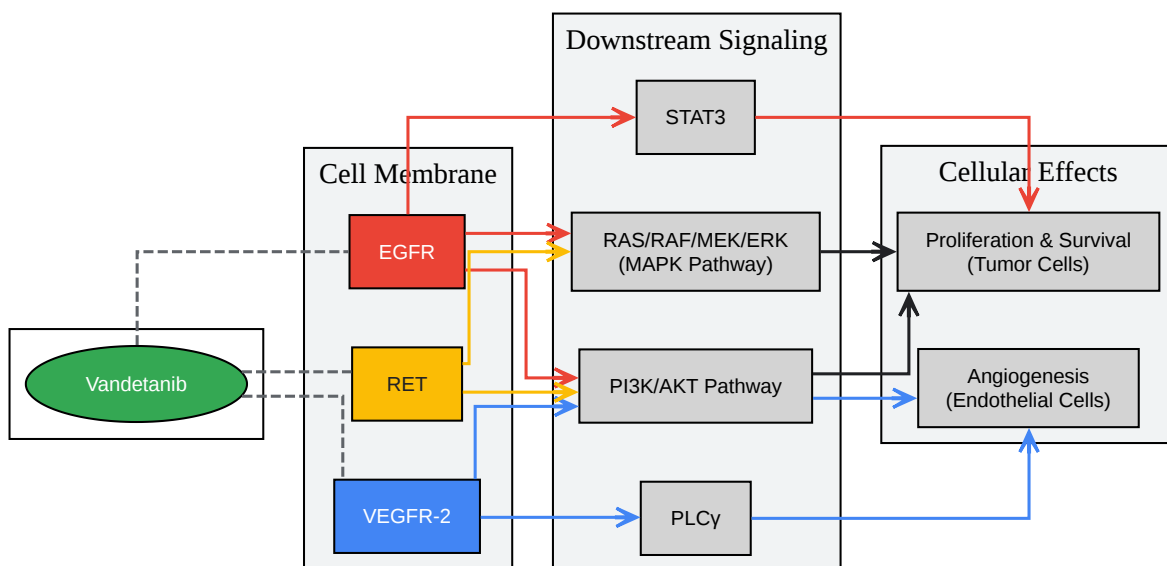 Downstream Signaling
STAT3
Cell Membrane
Cellular Effects
EGFR
RAS/RAF/MEK/ERK
(MAPK Pathway)
Proliferation & Survival
(Tumor Cells)
Vandetanib
RET
PI3K/AKT Pathway
Angiogenesis
(Endothelial Cells)
VEGFR-2
PLCγ